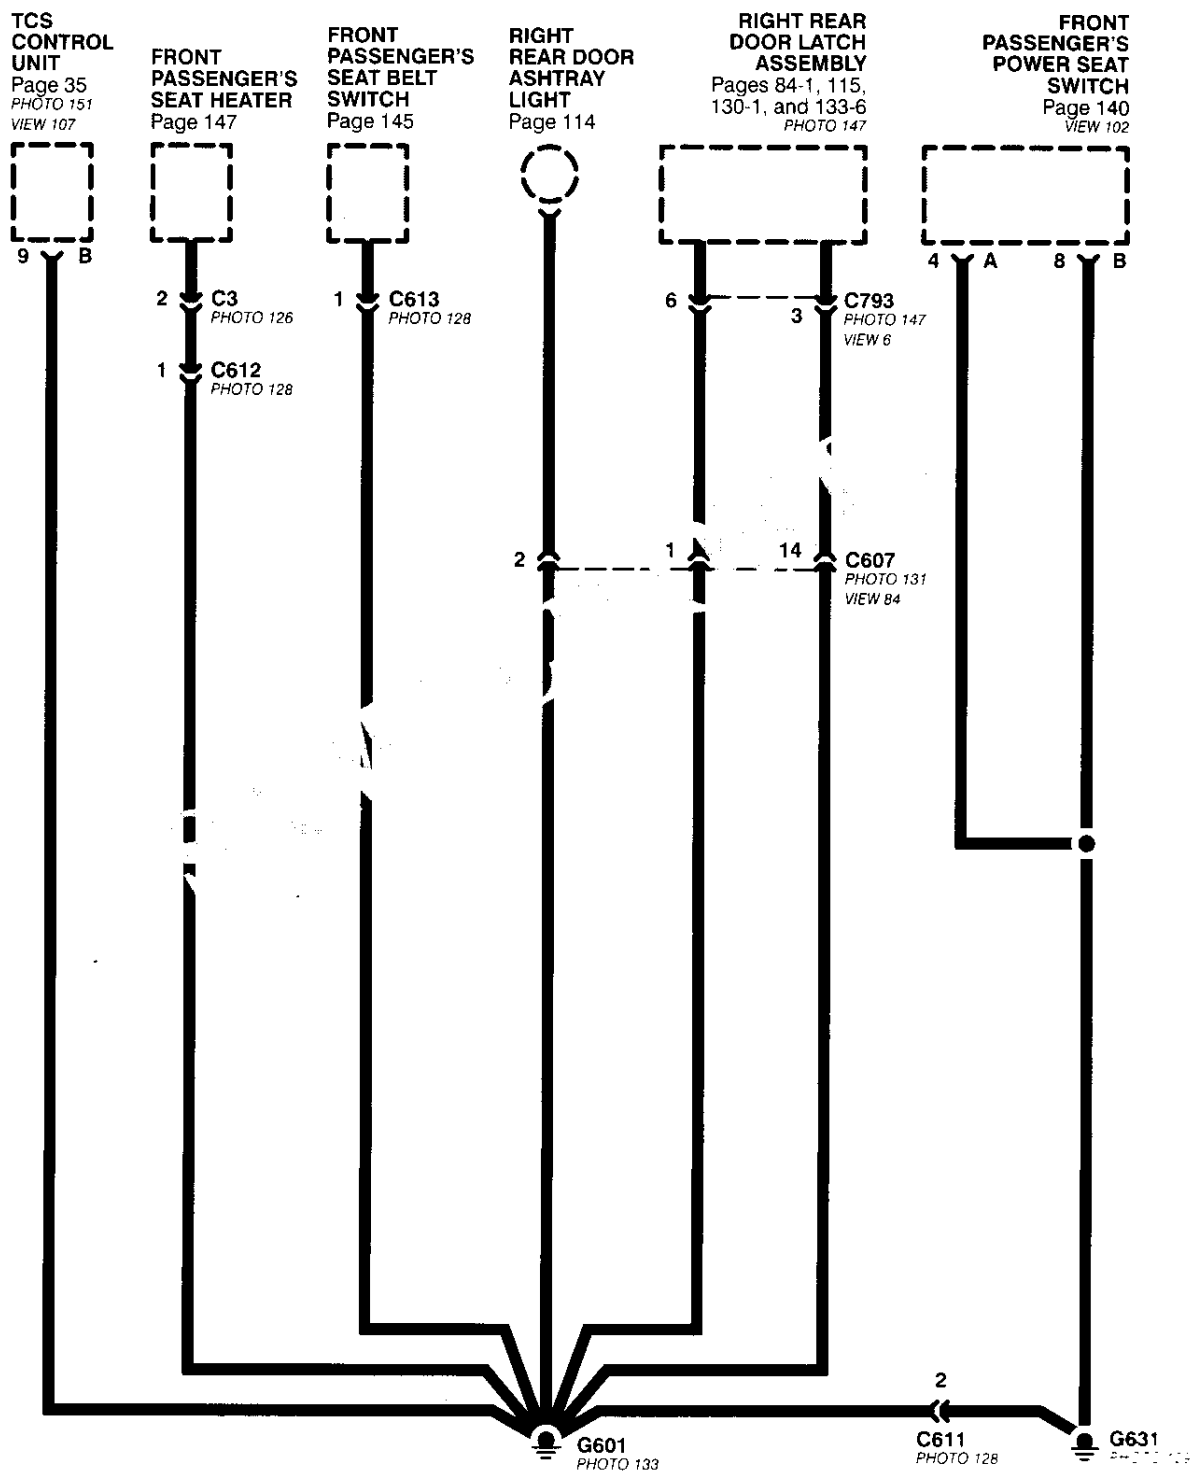 TCS
CONTROL
UNIT
Page 35
PHOTO 151
VIEW 107
FRONT
PASSENGER'S
SEAT HEATER
Page 147
FRONT
PASSENGER'S
SEAT BELT
SWITCH
Page 145
RIGHT
REAR DOOR
ASHTRAY
LIGHT
Page 114
RIGHT REAR
DOOR LATCH
ASSEMBLY
Pages 84-1, 115,
130-1, and 133-6
PHOTO 147
FRONT
PASSENGER'S
POWER SEAT
SWITCH
Page 140
VIEW 102
9 B
4 A
8 B
2 C3
PHOTO 126
1 C612
PHOTO 128
1 C613
PHOTO 128
6
3
C793
PHOTO 147
VIEW 6
2
1
14
C607
PHOTO 131
VIEW 84
2
C611
PHOTO 128
G601
PHOTO 133
G631